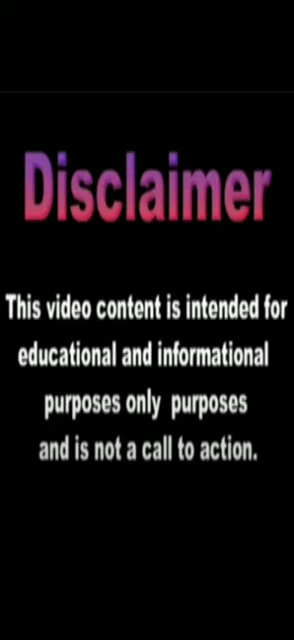 Disclaimer
This video content is intended for
educational and informational
purposes only purposes
and is not a call to action.